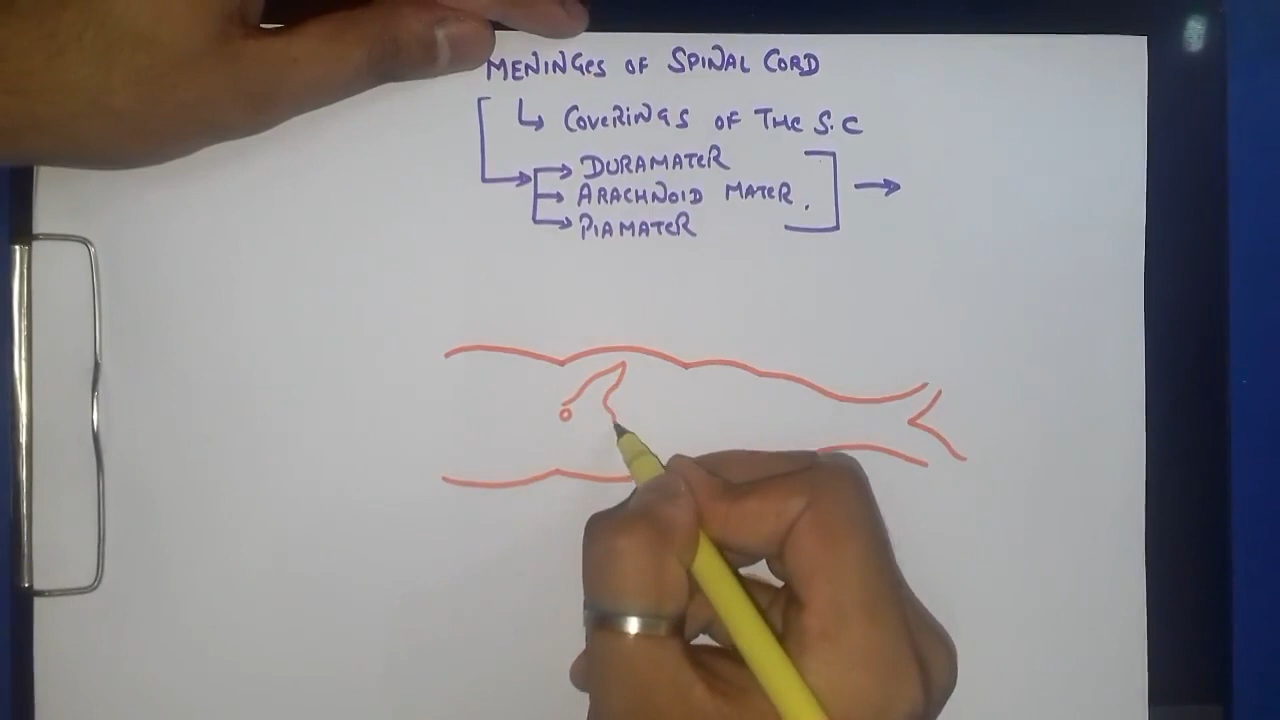 MENINGES OF SPINAL CORD
↳ COVERINGS OF THE S.C
→ DURAMATER
→ ARACHNOID MATER.
→ PIAMATER